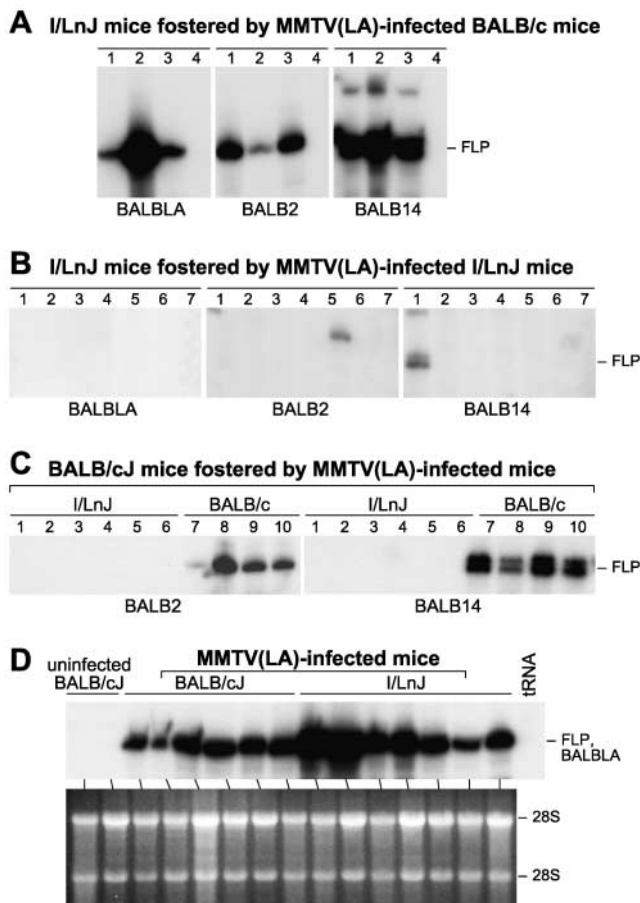 A I/LnJ mice fostered by MMTV(LA)-infected BALB/c mice
1 2 3 4 1 2 3 4 1 2 3 4
– FLP
BALBLA BALB2 BALB14
B I/LnJ mice fostered by MMTV(LA)-infected I/LnJ mice
1 2 3 4 5 6 7 1 2 3 4 5 6 7 1 2 3 4 5 6 7
– FLP
BALBLA BALB2 BALB14
C BALB/cJ mice fostered by MMTV(LA)-infected mice
I/LnJ BALB/c I/LnJ BALB/c
1 2 3 4 5 6 7 8 9 10 1 2 3 4 5 6 7 8 9 10
– FLP
BALB2 BALB14
D MMTV(LA)-infected mice
uninfected
BALB/cJ BALB/cJ I/LnJ tRNA
– FLP,
BALBLA
– 28S
– 28S